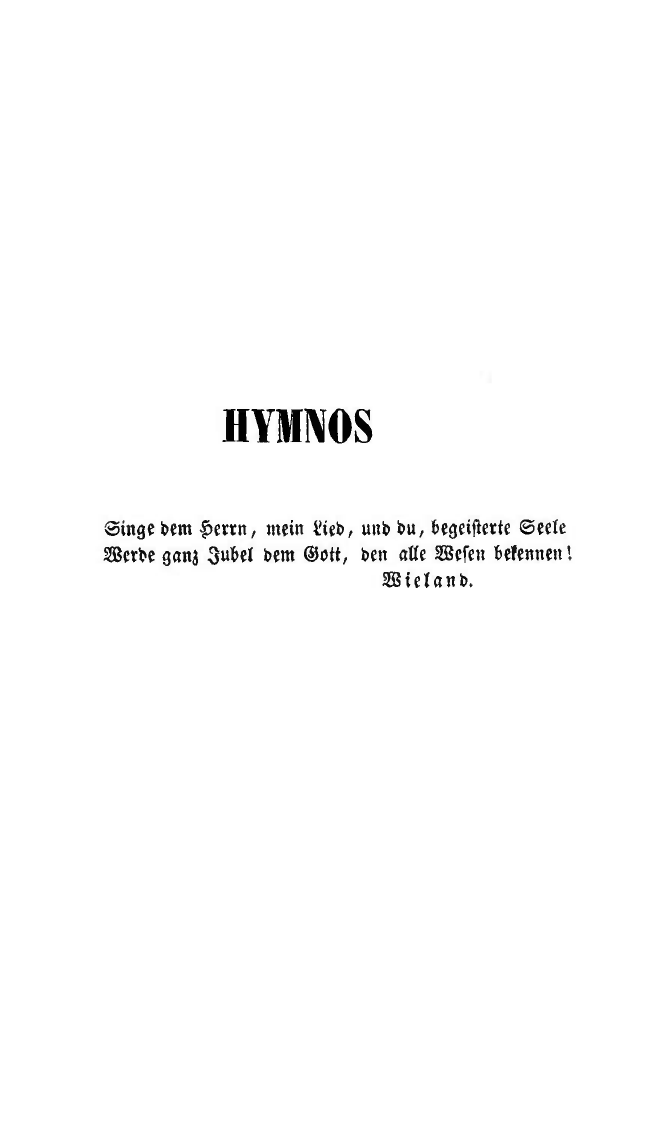 HYMNOS
Singe dem Herrn, mein Lied, und du, begeisterte Seele
Werde ganz Jubel dem Gott, den alle Wesen bekennen!
Wieland.